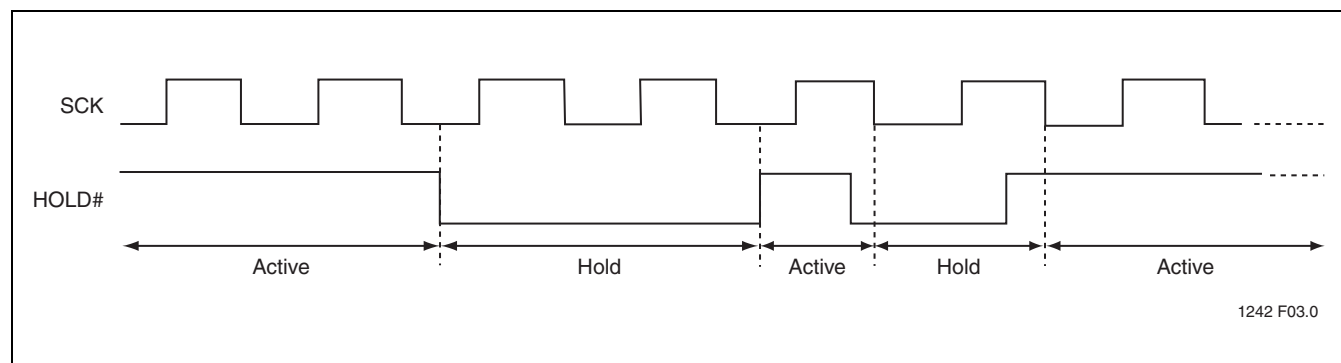 SCK
HOLD#
Active
Hold
Active
Hold
Active
1242 F03.0